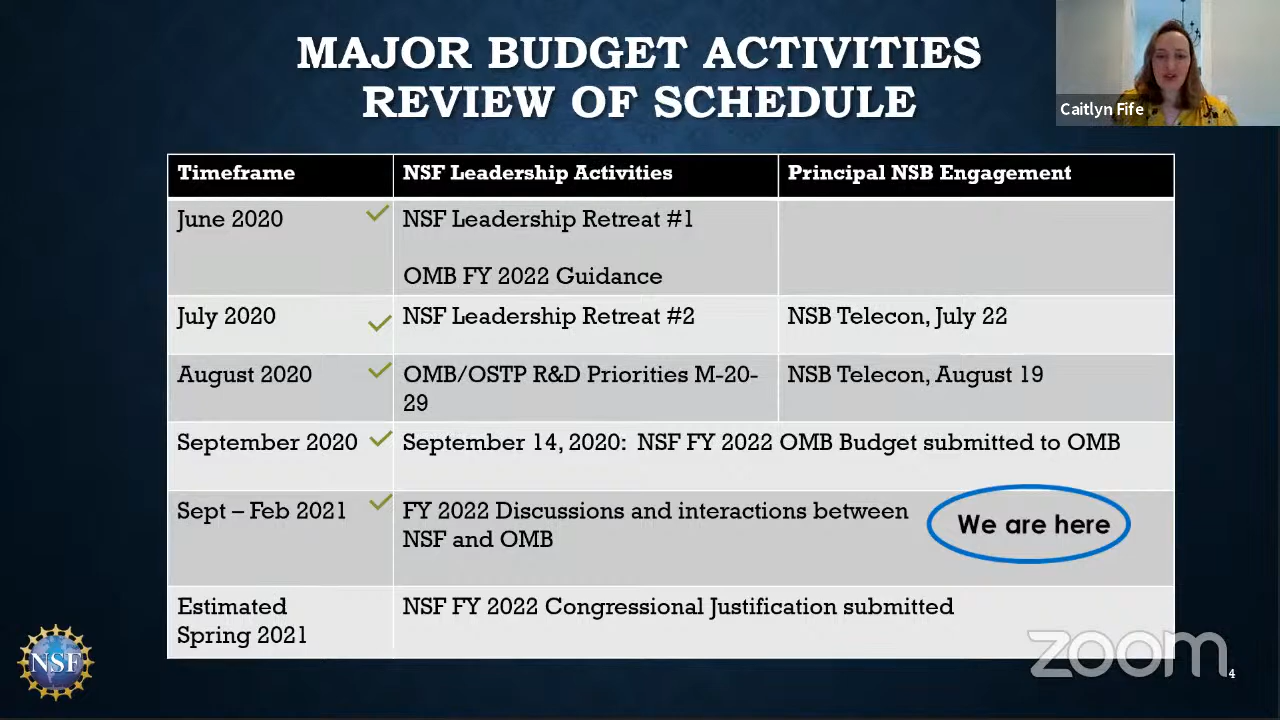 MAJOR BUDGET ACTIVITIES
REVIEW OF SCHEDULE
Caitlyn Fife
Timeframe
NSF Leadership Activities
Principal NSB Engagement
June 2020
NSF Leadership Retreat #1
OMB FY 2022 Guidance
July 2020
NSF Leadership Retreat #2
NSB Telecon, July 22
August 2020
OMB/OSTP R&D Priorities M-20-
29
NSB Telecon, August 19
September 2020
September 14, 2020: NSF FY 2022 OMB Budget submitted to OMB
Sept – Feb 2021
FY 2022 Discussions and interactions between
NSF and OMB
We are here
Estimated
Spring 2021
NSF FY 2022 Congressional Justification submitted
NSF
zoom
4